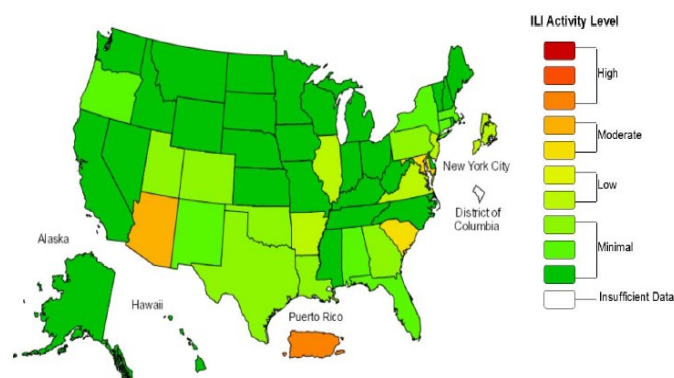 ILI Activity Level
High
Moderate
Low
Minimal
Insufficient Data
New York City
District of
Columbia
Alaska
Hawaii
Puerto Rico